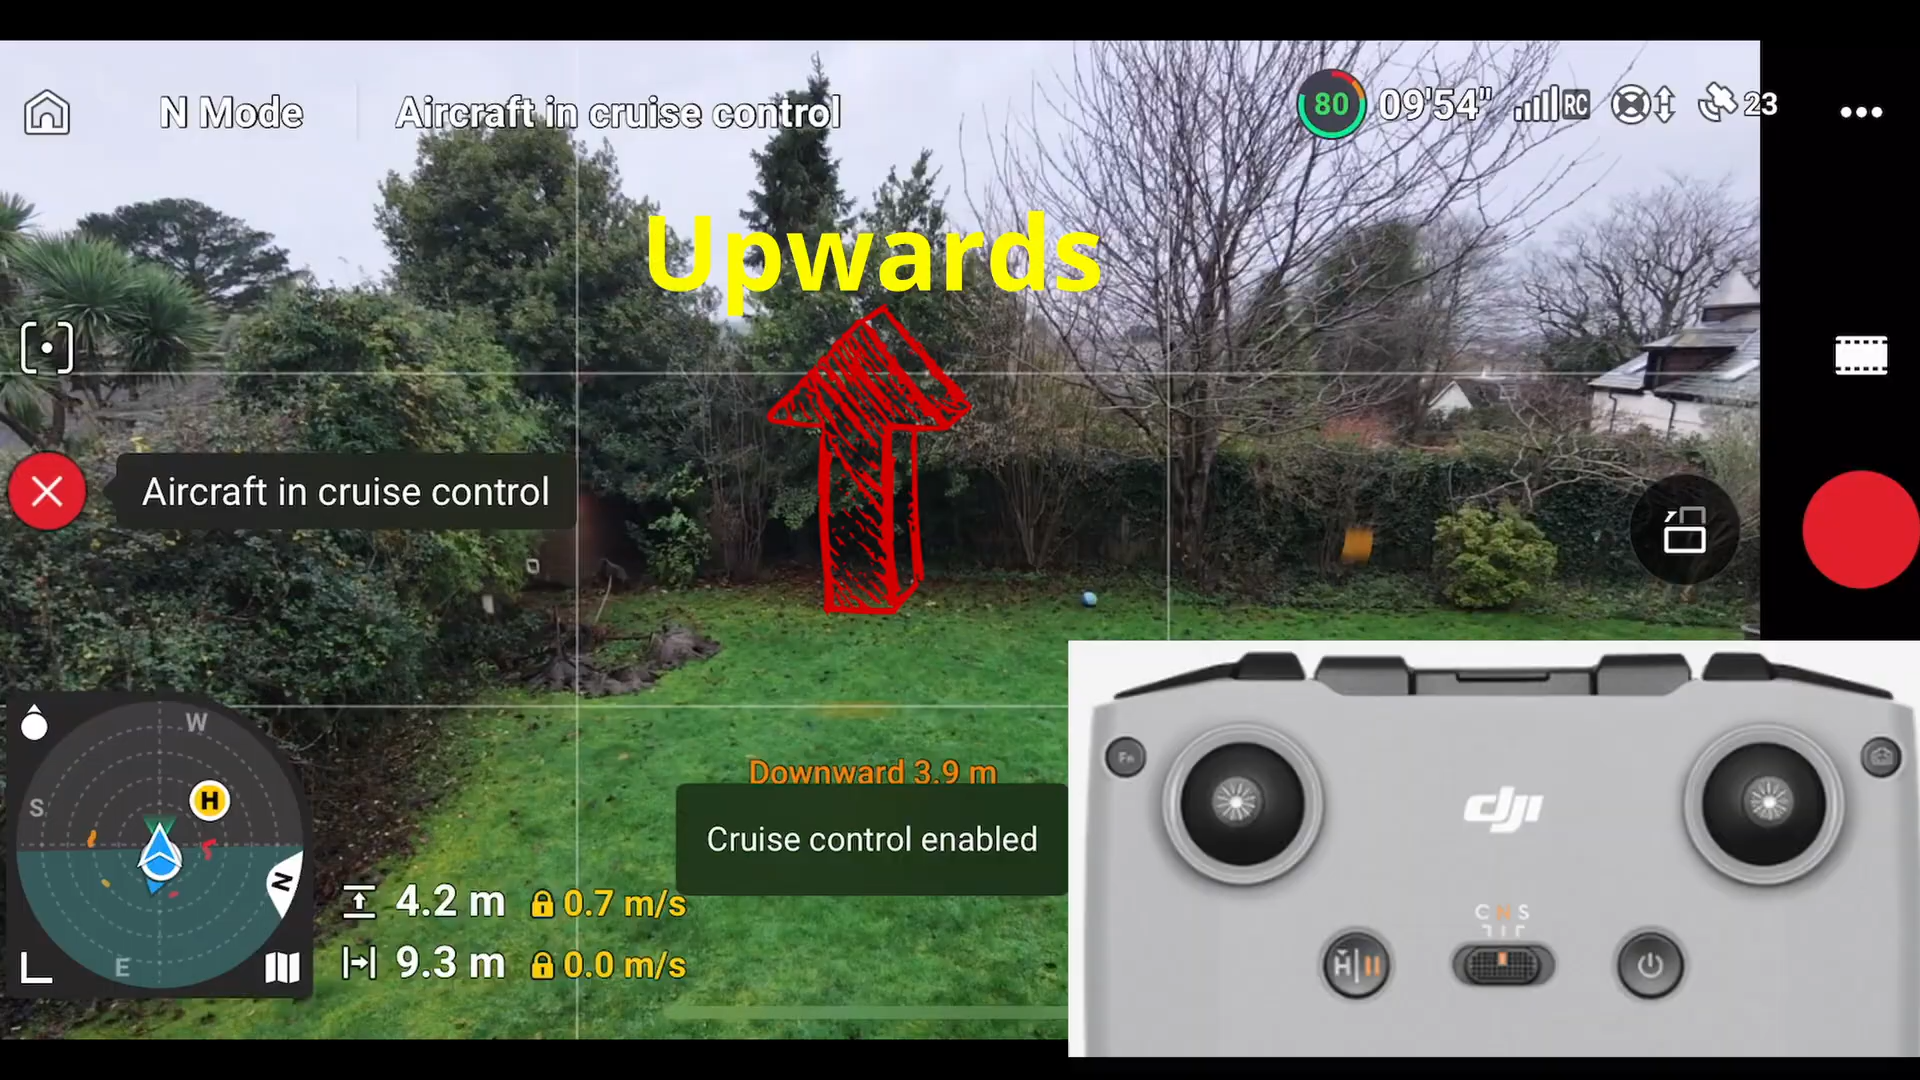 N Mode
Aircraft in cruise control
80
09'54"
RC
23
Upwards
Aircraft in cruise control
W
S
H
N
E
Downward 3.9 m
Cruise control enabled
4.2 m
0.7 m/s
9.3 m
0.0 m/s
Fn
dji
C N S
H